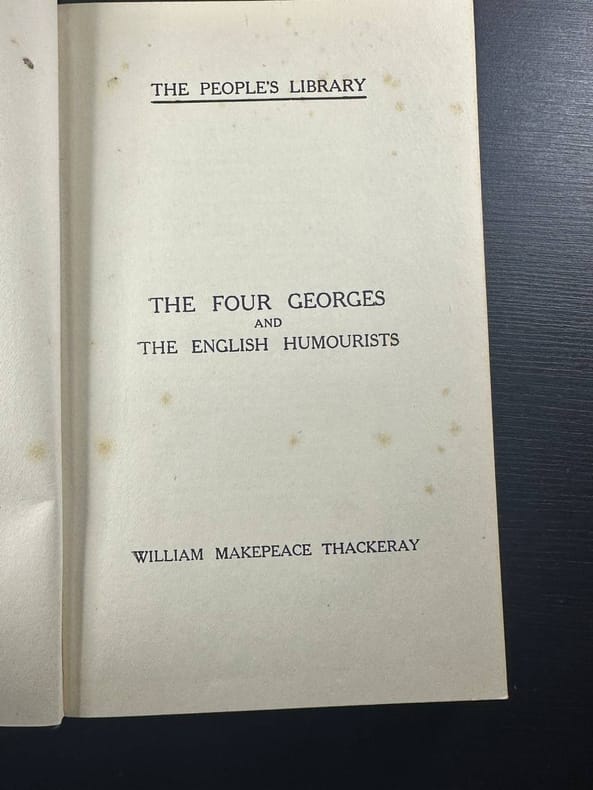 THE PEOPLE'S LIBRARY
THE FOUR GEORGES
AND
THE ENGLISH HUMOURISTS
WILLIAM MAKEPEACE THACKERAY